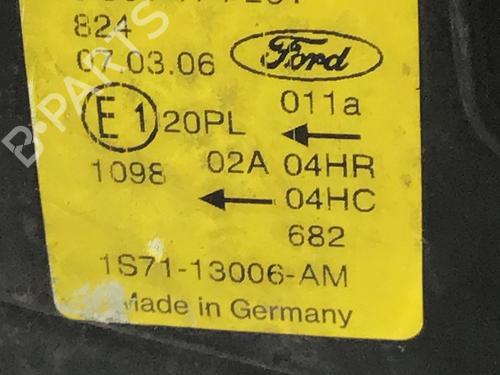 824
07.03.06
Ford
E1
20PL
011a
1098
02A 04HR
04HC
682
1S71-13006-AM
Made in Germany
B-PARTS